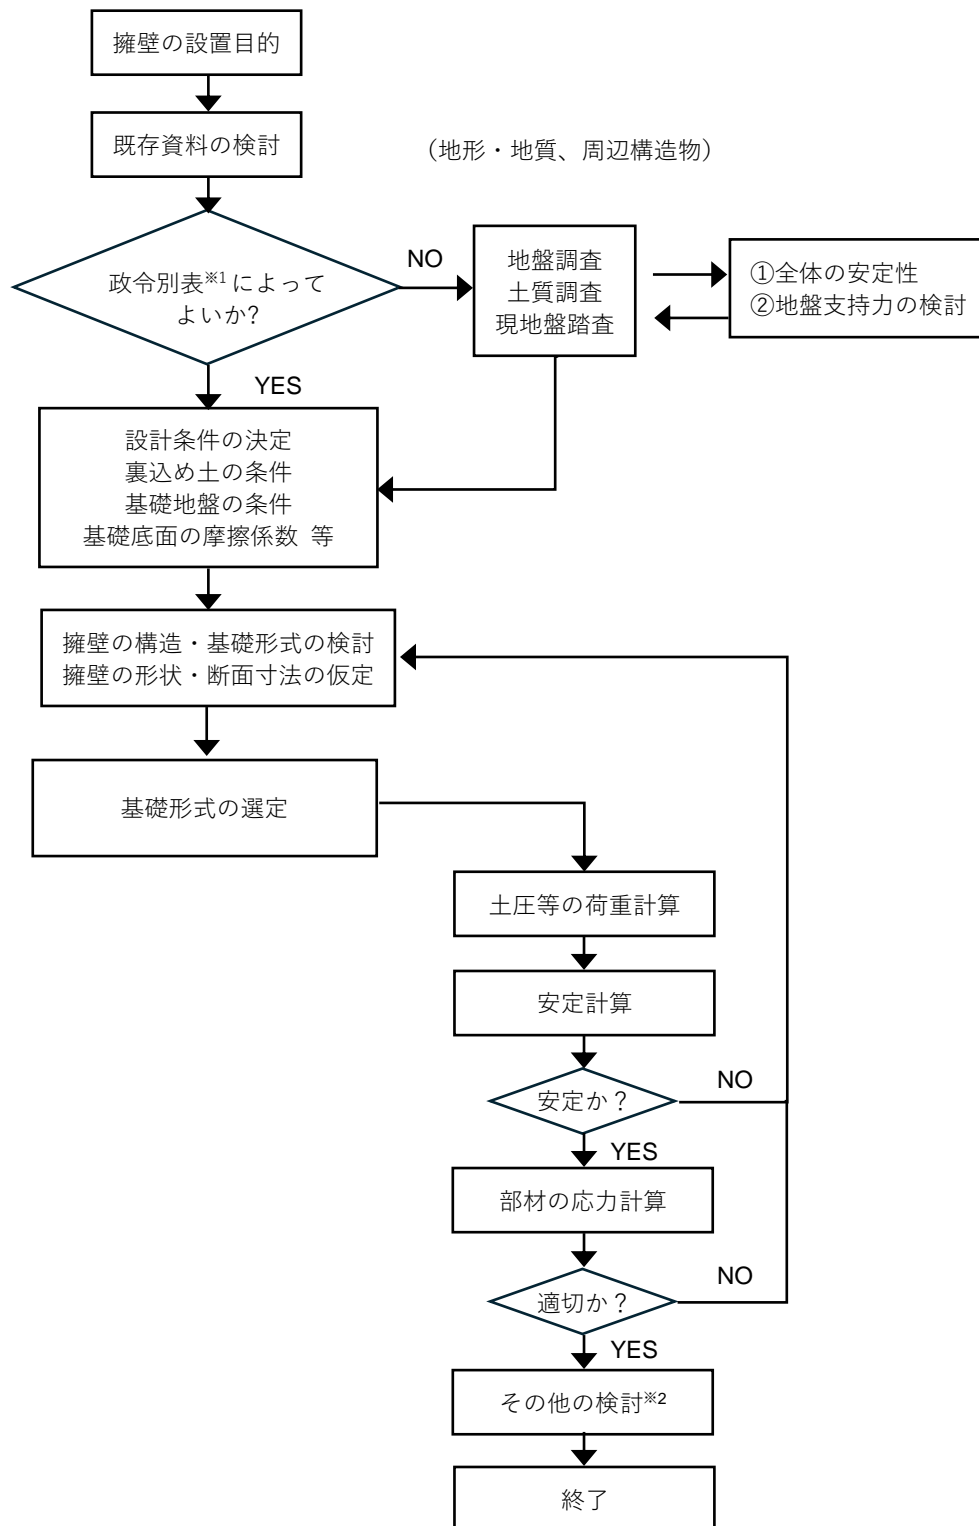 擁壁の設置目的
既存資料の検討
（地形・地質、周辺構造物）
政令別表※1によって
よいか?
NO
地盤調査
土質調査
現地盤踏査
①全体の安定性
②地盤支持力の検討
YES
設計条件の決定
裏込め土の条件
基礎地盤の条件
基礎底面の摩擦係数 等
擁壁の構造・基礎形式の検討
擁壁の形状・断面寸法の仮定
基礎形式の選定
土圧等の荷重計算
安定計算
安定か？
NO
YES
部材の応力計算
適切か？
NO
YES
その他の検討※2
終了